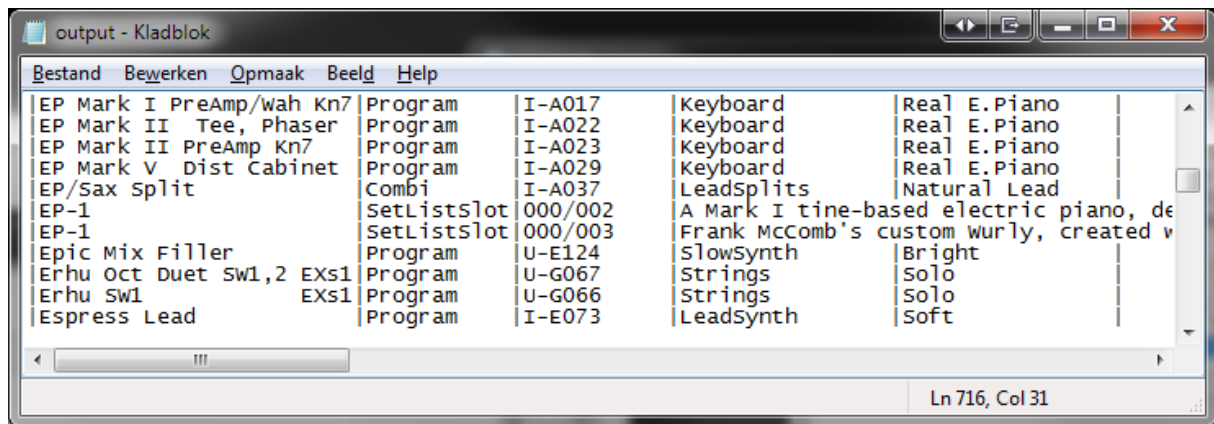 output - Kladblok
Bestand Bewerken Opmaak Beeld Help
|EP Mark I PreAmp/Wah Kn7|Program    |I-A017     |Keyboard       |Real E.Piano    |
|EP Mark II  Tee, Phaser |Program    |I-A022     |Keyboard       |Real E.Piano    |
|EP Mark II PreAmp Kn7   |Program    |I-A023     |Keyboard       |Real E.Piano    |
|EP Mark V  Dist Cabinet |Program    |I-A029     |Keyboard       |Real E.Piano    |
|EP/Sax Split            |Combi      |I-A037     |LeadSplits     |Natural Lead    |
|EP-1                    |SetListSlot|000/002    |A Mark I tine-based electric piano, de
|EP-1                    |SetListSlot|000/003    |Frank McComb's custom Wurly, created w
|Epic Mix Filler         |Program    |U-E124     |SlowSynth      |Bright          |
|Erhu Oct Duet SW1,2 EXs1|Program    |U-G067     |Strings        |Solo            |
|Erhu SW1            EXs1|Program    |U-G066     |Strings        |Solo            |
|Espress Lead            |Program    |I-E073     |LeadSynth      |Soft            |
Ln 716, Col 31